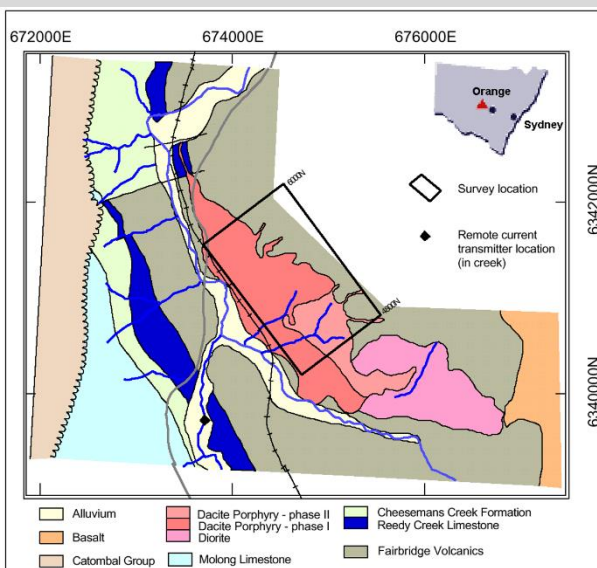 672000E 674000E 676000E
Orange
Sydney
6000N
Survey location
6342000N
Remote current
transmitter location
(in creek)
4800N
6340000N
Alluvium
Basalt
Catombal Group
Dacite Porphyry - phase II
Dacite Porphyry - phase I
Diorite
Molong Limestone
Cheesemans Creek Formation
Reedy Creek Limestone
Fairbridge Volcanics